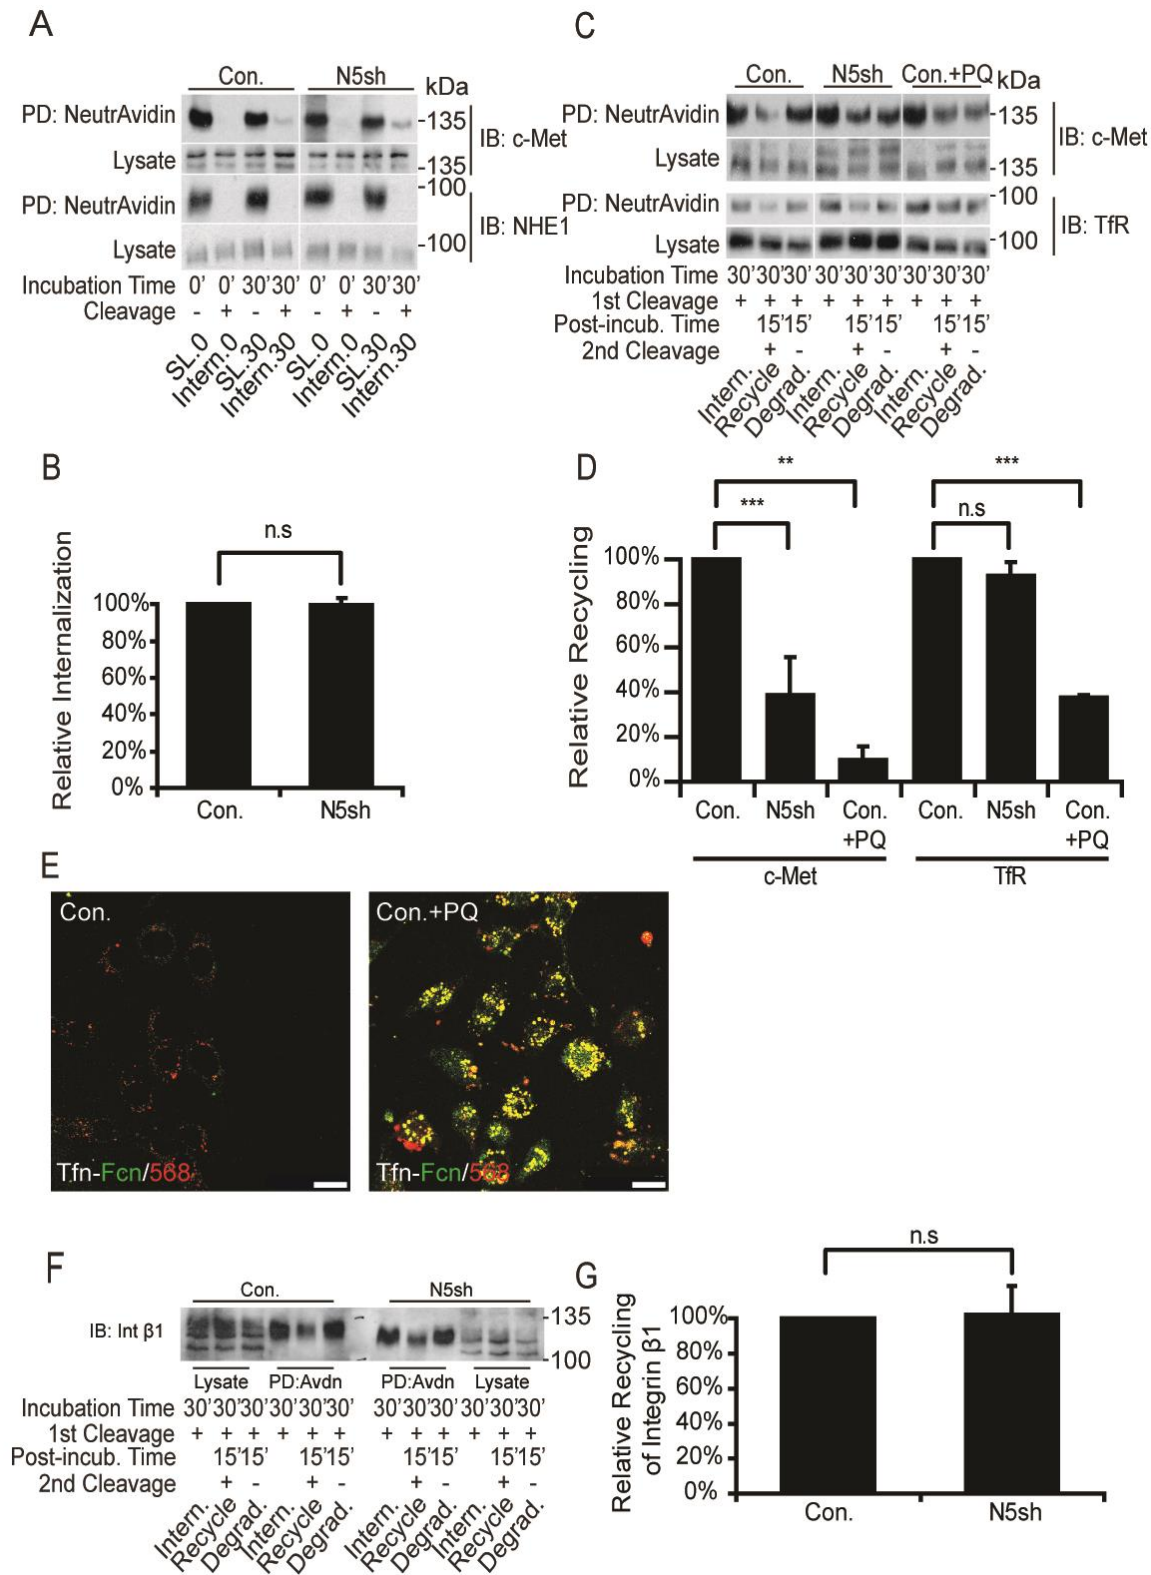 A
Con. N5sh
kDa
PD: NeutrAvidin -135
IB: c-Met
Lysate
-135
-100
PD: NeutrAvidin
IB: NHE1
Lysate -100
Incubation Time 0' 0' 30' 30' 0' 0' 30' 30'
Cleavage - + - + - + - +
SL.0 Intern.0 SL.30 Intern.30 SL.0 Intern.0 SL.30 Intern.30
C
Con. N5sh Con.+PQ kDa
PD: NeutrAvidin -135
IB: c-Met
Lysate
-135
PD: NeutrAvidin -100
IB: TfR
Lysate -100
Incubation Time 30' 30' 30' 30' 30' 30' 30' 30' 30'
1st Cleavage + + + + + + + + +
Post-incub. Time 15' 15' 15' 15' 15' 15'
2nd Cleavage + - + - + -
Intern. Recycle Degrad. Intern. Recycle Degrad. Intern. Recycle Degrad.
B
n.s
Relative Internalization
100%
80%
60%
40%
20%
0%
Con. N5sh
D
** ***
*** n.s
Relative Recycling
100%
80%
60%
40%
20%
0%
Con. N5sh Con. Con. N5sh Con.
+PQ +PQ
c-Met TfR
E
Con. Con.+PQ
Tfn-Fcn/568 Tfn-Fcn/568
F
Con. N5sh
-135
IB: Int β1
-100
Lysate PD:Avdn PD:Avdn Lysate
Incubation Time 30' 30' 30' 30' 30' 30' 30' 30' 30' 30' 30' 30'
1st Cleavage + + + + + + + + + + + +
Post-incub. Time 15' 15' 15' 15' 15' 15' 15' 15'
2nd Cleavage + - + - + - + -
Intern. Recycle Degrad. Intern. Recycle Degrad. Intern. Recycle Degrad. Intern. Recycle Degrad.
G
n.s
Relative Recycling
of Integrin β1
100%
80%
60%
40%
20%
0%
Con. N5sh